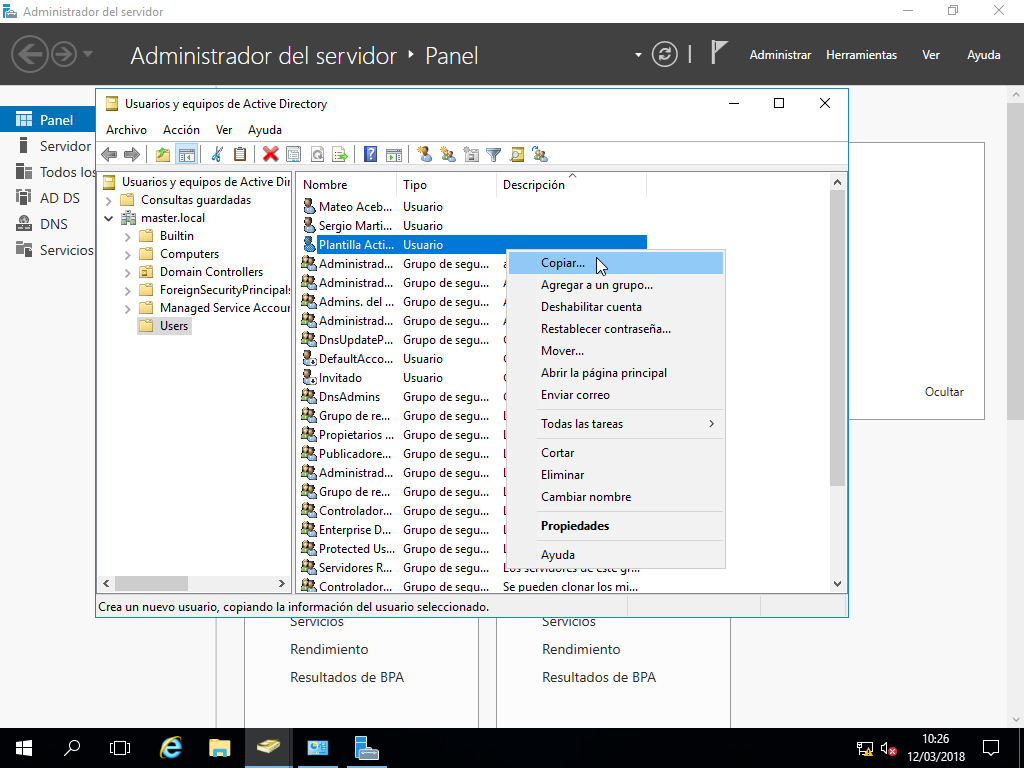 Administrador del servidor
Administrador del servidor
Panel
Administrar
Herramientas
Ver
Ayuda
Panel
Servidor
Todos los
AD DS
DNS
Servicios
Usuarios y equipos de Active Directory
Archivo
Acción
Ver
Ayuda
Usuarios y equipos de Active Dir
Consultas guardadas
master.local
Builtin
Computers
Domain Controllers
ForeignSecurityPrincipals
Managed Service Accour
Users
Nombre Tipo Descripción
Mateo Aceb... Usuario
Sergio Marti... Usuario
Plantilla Acti... Usuario
Administrad... Grupo de segu...
Administrad... Grupo de segu...
Admins. del ... Grupo de segu...
Administrad... Grupo de segu...
DnsUpdateP... Grupo de segu...
DefaultAcco... Usuario
Invitado Usuario
DnsAdmins Grupo de segu...
Grupo de re... Grupo de segu...
Propietarios ... Grupo de segu...
Publicadore... Grupo de segu...
Administrad... Grupo de segu...
Grupo de re... Grupo de segu...
Controlador... Grupo de segu...
Enterprise D... Grupo de segu...
Protected Us... Grupo de segu...
Servidores R... Grupo de segu... Los servidores de este gr...
Controlador... Grupo de segu... Se pueden clonar los mi...
Copiar...
Agregar a un grupo...
Deshabilitar cuenta
Restablecer contraseña...
Mover...
Abrir la página principal
Enviar correo
Todas las tareas
Cortar
Eliminar
Cambiar nombre
Propiedades
Ayuda
Crea un nuevo usuario, copiando la información del usuario seleccionado.
Ocultar
Servicios
Rendimiento
Resultados de BPA
Servicios
Rendimiento
Resultados de BPA
10:26
12/03/2018